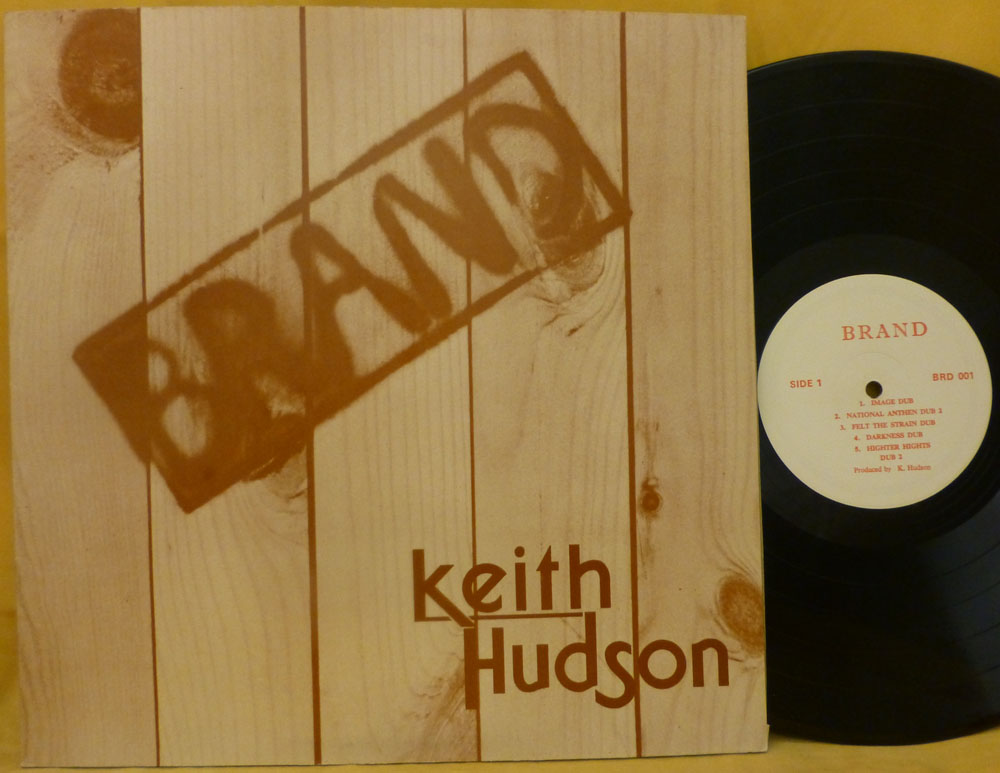 BRAND
Keith
Hudson
BRAND
SIDE 1
BRD 001
1. IMAGE DUB
2. NATIONAL ANTHEN DUB 2
3. FELT THE STRAIN DUB
4. DARKNESS DUB
5. HIGHTER HIGHTS
DUB 2
Produced by K. Hudson